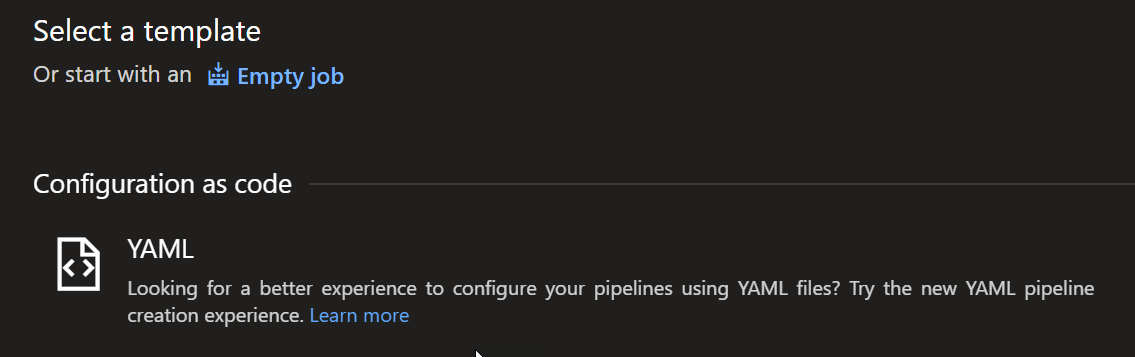 Select a template
Or start with an Empty job
Configuration as code
YAML
Looking for a better experience to configure your pipelines using YAML files? Try the new YAML pipeline
creation experience. Learn more